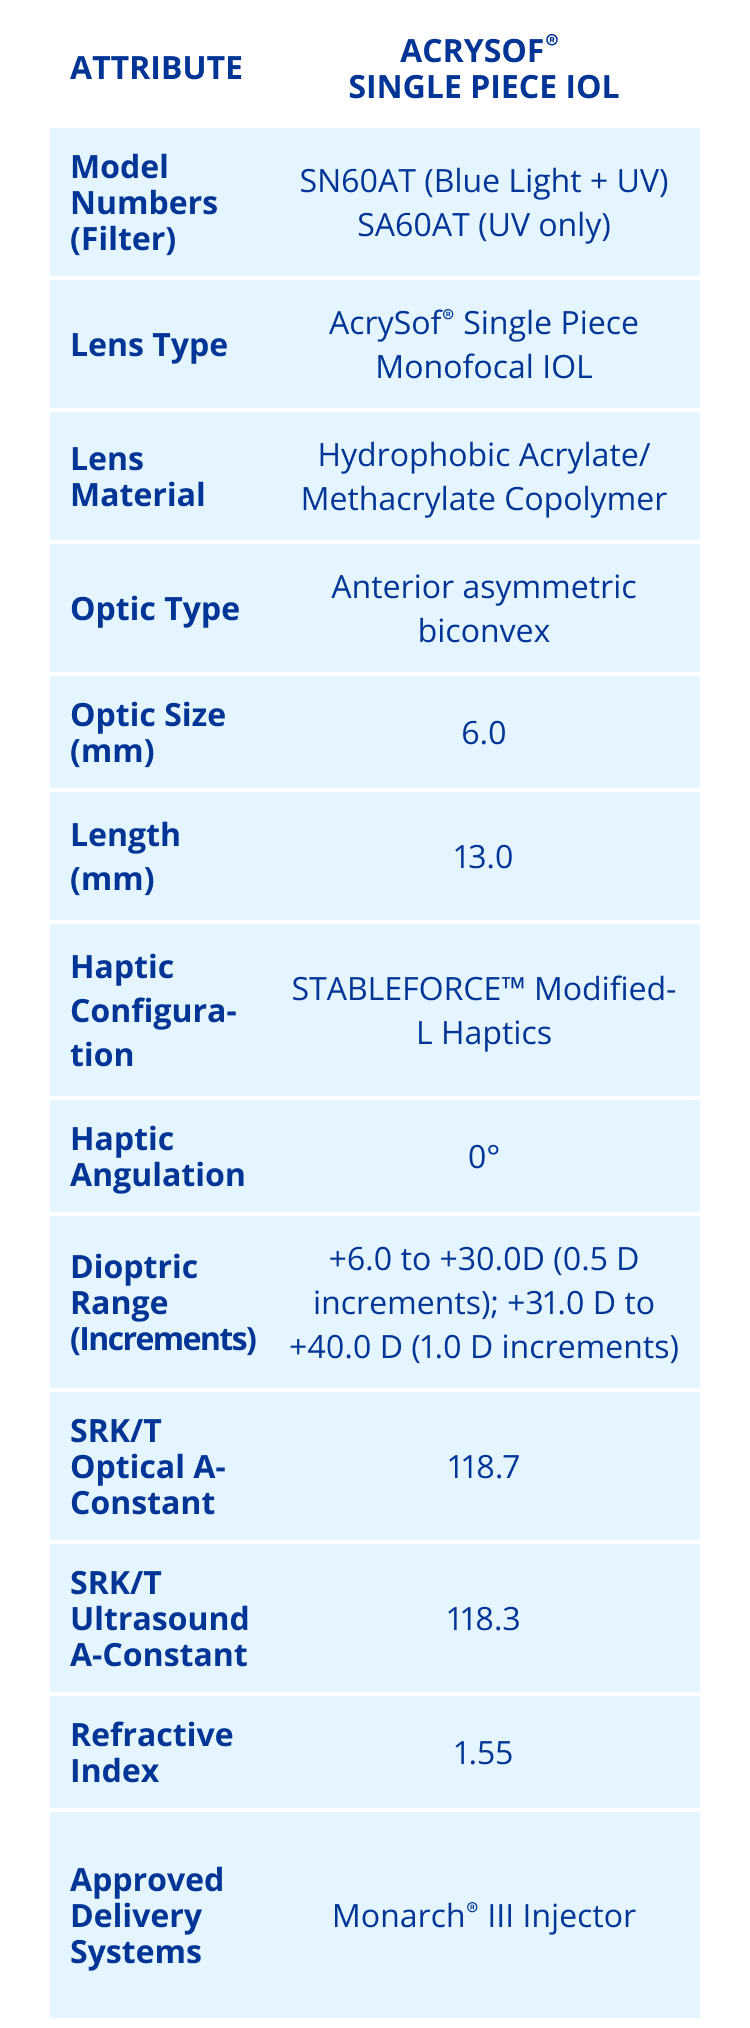 ATTRIBUTE
ACRYSOF®
SINGLE PIECE IOL
Model
Numbers
(Filter)
SN60AT (Blue Light + UV)
SA60AT (UV only)
Lens Type
AcrySof® Single Piece
Monofocal IOL
Lens
Material
Hydrophobic Acrylate/
Methacrylate Copolymer
Optic Type
Anterior asymmetric
biconvex
Optic Size
(mm)
6.0
Length
(mm)
13.0
Haptic
Configura-
tion
STABLEFORCE™ Modified-
L Haptics
Haptic
Angulation
0°
Dioptric
Range
(Increments)
+6.0 to +30.0D (0.5 D
increments); +31.0 D to
+40.0 D (1.0 D increments)
SRK/T
Optical A-
Constant
118.7
SRK/T
Ultrasound
A-Constant
118.3
Refractive
Index
1.55
Approved
Delivery
Systems
Monarch® III Injector